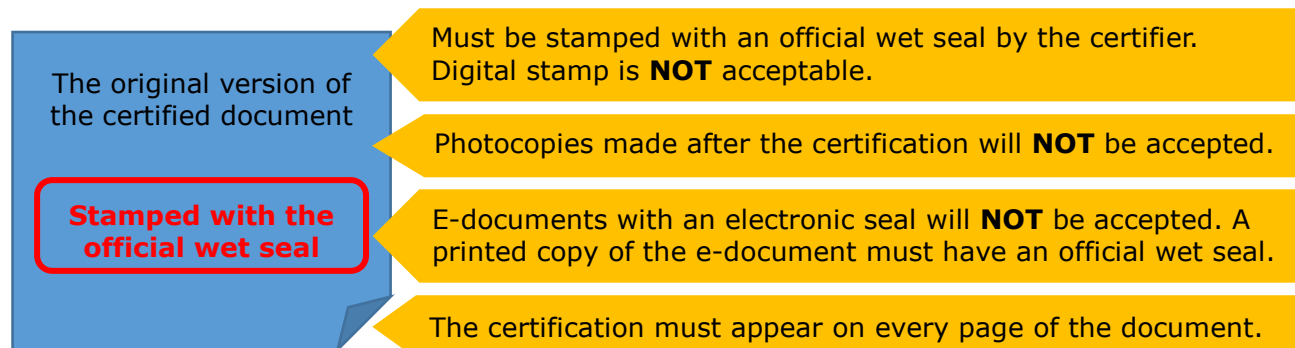 The original version of
the certified document
Stamped with the
official wet seal
Must be stamped with an official wet seal by the certifier.
Digital stamp is NOT acceptable.
Photocopies made after the certification will NOT be accepted.
E-documents with an electronic seal will NOT be accepted. A
printed copy of the e-document must have an official wet seal.
The certification must appear on every page of the document.